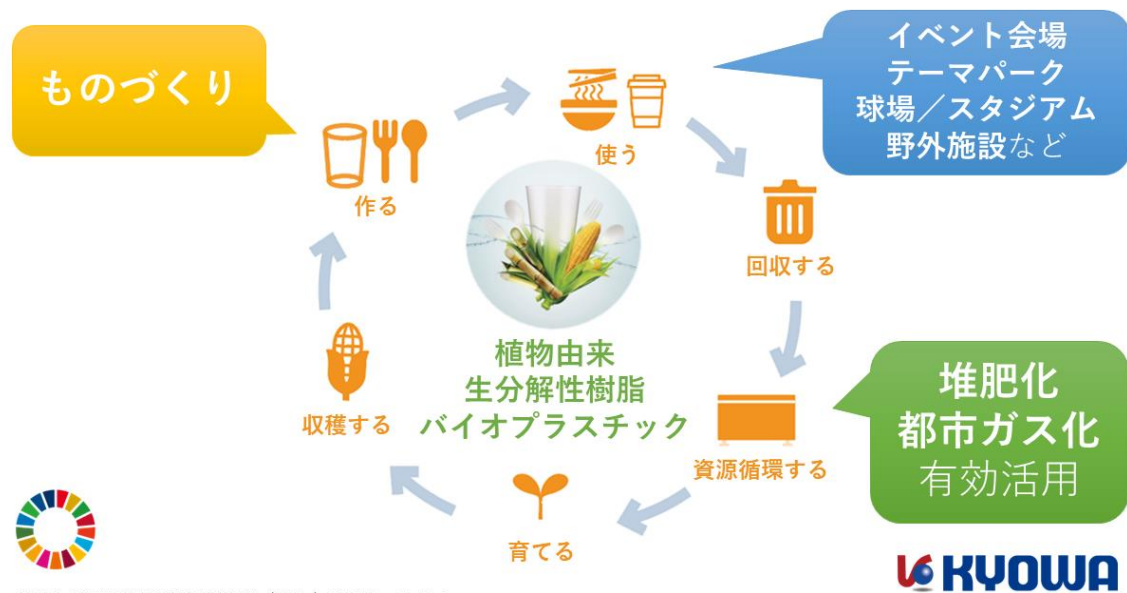 ものづくり
イベント会場
テーマパーク
球場／スタジアム
野外施設など
使う
作る
回収する
植物由来
生分解性樹脂
バイオプラスチック
収穫する
堆肥化
都市ガス化
有効活用
資源循環する
育てる
KYOWA